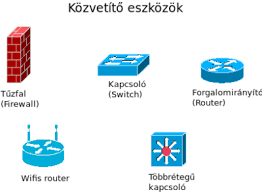 Közvetítő eszközök
Tűzfal
(Firewall)
Kapcsoló
(Switch)
Forgalomirányító
(Router)
Wifis router
Többrétegű
kapcsoló